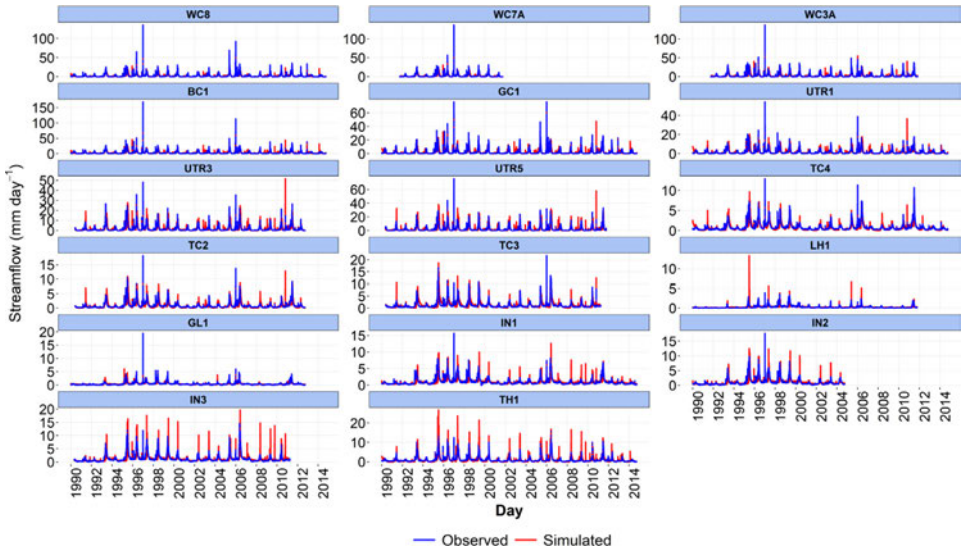 WC8 WC7A WC3A
100 100 100
50 50 50
0 0 0
BC1 GC1 UTR1
150 60 40
100 40 20
50 20
0 0 0
UTR3 UTR5 TC4
50 60 10
40 40 5
30 20
20
10
0 0 0
TC2 TC3 LH1
15 20 10
10 15 5
5 10
5
0 0 0
GL1 IN1 IN2
20 15 15
15 10 10
10 5 5
5
0 0 0
1990 1992 1994 1996 1998 2000 2002 2004 2006 2008 2010 2012 2014
IN3 TH1
20 20
15 10
10
5
0 0
1990 1992 1994 1996 1998 2000 2002 2004 2006 2008 2010 2012 2014 1990 1992 1994 1996 1998 2000 2002 2004 2006 2008 2010 2012 2014
Streamflow (mm day⁻¹)
Day
Observed Simulated